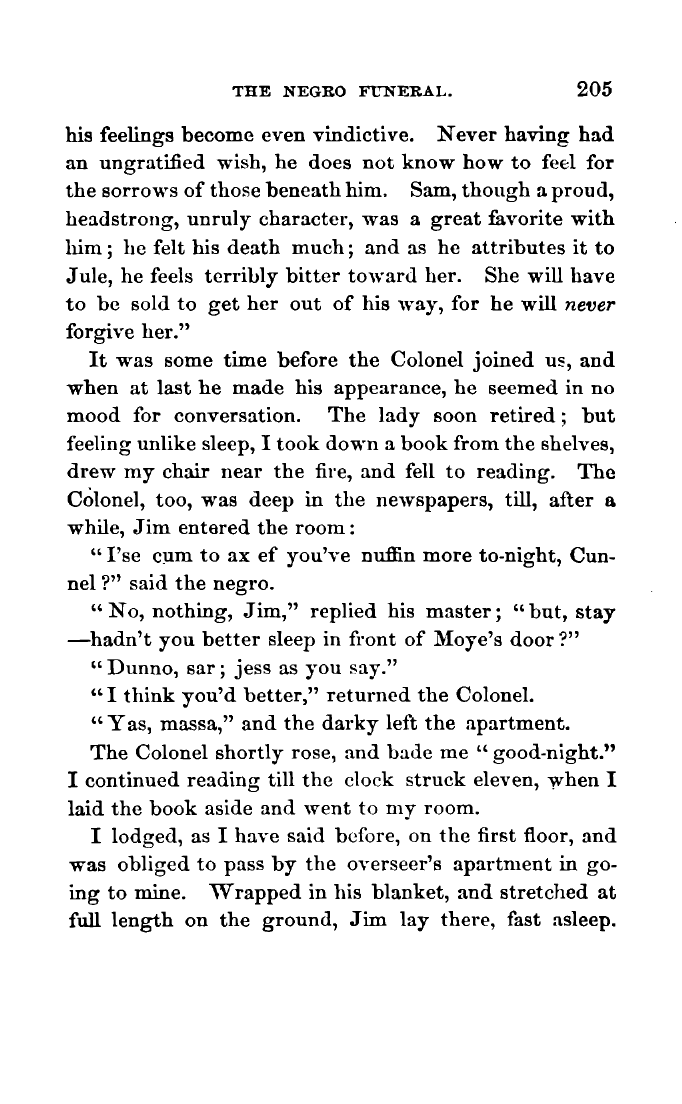 THE NEGRO FUNERAL. 205
his feelings become even vindictive. Never having had
an ungratified wish, he does not know how to feel for
the sorrows of those beneath him. Sam, though a proud,
headstrong, unruly character, was a great favorite with
him; he felt his death much; and as he attributes it to
Jule, he feels terribly bitter toward her. She will have
to be sold to get her out of his way, for he will never
forgive her.”
It was some time before the Colonel joined us, and
when at last he made his appearance, he seemed in no
mood for conversation. The lady soon retired; but
feeling unlike sleep, I took down a book from the shelves,
drew my chair near the fire, and fell to reading. The
Colonel, too, was deep in the newspapers, till, after a
while, Jim entered the room:
“I'se cum to ax ef you've nuffin more to-night, Cun-
nel?” said the negro.
“No, nothing, Jim,” replied his master; “but, stay
—hadn't you better sleep in front of Moye's door?”
“Dunno, sar; jess as you say.”
“I think you'd better,” returned the Colonel.
“Yas, massa,” and the darky left the apartment.
The Colonel shortly rose, and bade me “good-night.”
I continued reading till the clock struck eleven, when I
laid the book aside and went to my room.
I lodged, as I have said before, on the first floor, and
was obliged to pass by the overseer's apartment in go-
ing to mine. Wrapped in his blanket, and stretched at
full length on the ground, Jim lay there, fast asleep.